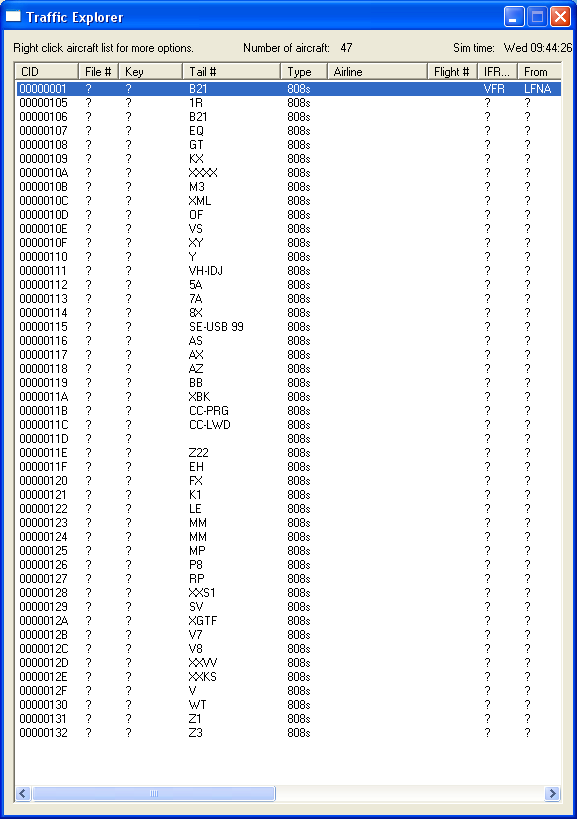 Traffic Explorer
Right click aircraft list for more options. Number of aircraft: 47 Sim time: Wed 09:44:26
CID File # Key Tail # Type Airline Flight # IFR... From
00000001 ? ? B21 808s VFR LFNA
00000105 ? ? 1R 808s ? ?
00000106 ? ? B21 808s ? ?
00000107 ? ? EQ 808s ? ?
00000108 ? ? GT 808s ? ?
00000109 ? ? KX 808s ? ?
0000010A ? ? XXXX 808s ? ?
0000010B ? ? M3 808s ? ?
0000010C ? ? XML 808s ? ?
0000010D ? ? OF 808s ? ?
0000010E ? ? VS 808s ? ?
0000010F ? ? XY 808s ? ?
00000110 ? ? Y 808s ? ?
00000111 ? ? VH-IDJ 808s ? ?
00000112 ? ? 5A 808s ? ?
00000113 ? ? 7A 808s ? ?
00000114 ? ? 8X 808s ? ?
00000115 ? ? SE-USB 99 808s ? ?
00000116 ? ? AS 808s ? ?
00000117 ? ? AX 808s ? ?
00000118 ? ? AZ 808s ? ?
00000119 ? ? BB 808s ? ?
0000011A ? ? XBK 808s ? ?
0000011B ? ? CC-PRG 808s ? ?
0000011C ? ? CC-LWD 808s ? ?
0000011D ? ? 808s ? ?
0000011E ? ? Z22 808s ? ?
0000011F ? ? EH 808s ? ?
00000120 ? ? FX 808s ? ?
00000121 ? ? K1 808s ? ?
00000122 ? ? LE 808s ? ?
00000123 ? ? MM 808s ? ?
00000124 ? ? MM 808s ? ?
00000125 ? ? MP 808s ? ?
00000126 ? ? P8 808s ? ?
00000127 ? ? RP 808s ? ?
00000128 ? ? XXS1 808s ? ?
00000129 ? ? SV 808s ? ?
0000012A ? ? XGTF 808s ? ?
0000012B ? ? V7 808s ? ?
0000012C ? ? V8 808s ? ?
0000012D ? ? XXVV 808s ? ?
0000012E ? ? XXKS 808s ? ?
0000012F ? ? V 808s ? ?
00000130 ? ? WT 808s ? ?
00000131 ? ? Z1 808s ? ?
00000132 ? ? Z3 808s ? ?